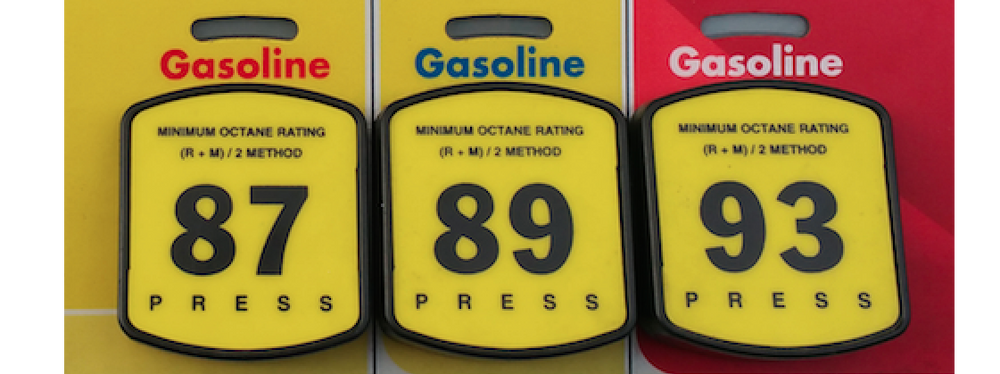 Gasoline
MINIMUM OCTANE RATING
(R + M) / 2 METHOD
87
PRESS
Gasoline
MINIMUM OCTANE RATING
(R + M) / 2 METHOD
89
PRESS
Gasoline
MINIMUM OCTANE RATING
(R + M) / 2 METHOD
93
PRESS